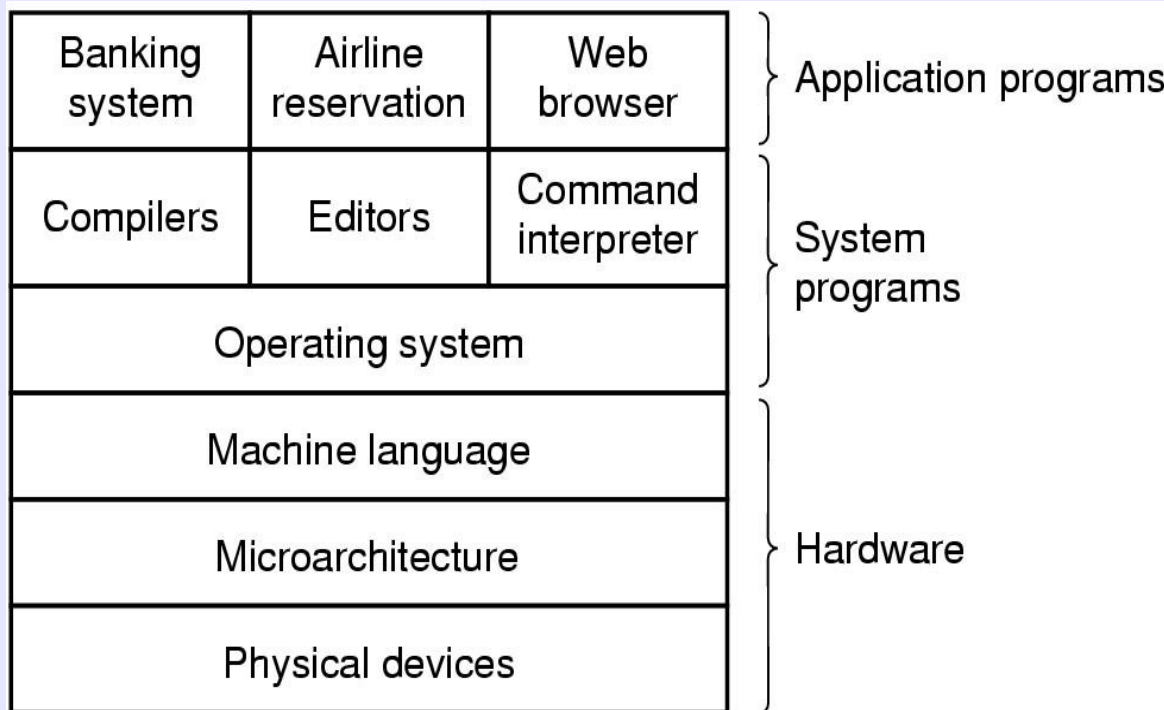 Banking
system
Airline
reservation
Web
browser
Application programs
Compilers
Editors
Command
interpreter
System
programs
Operating system
Machine language
Microarchitecture
Hardware
Physical devices